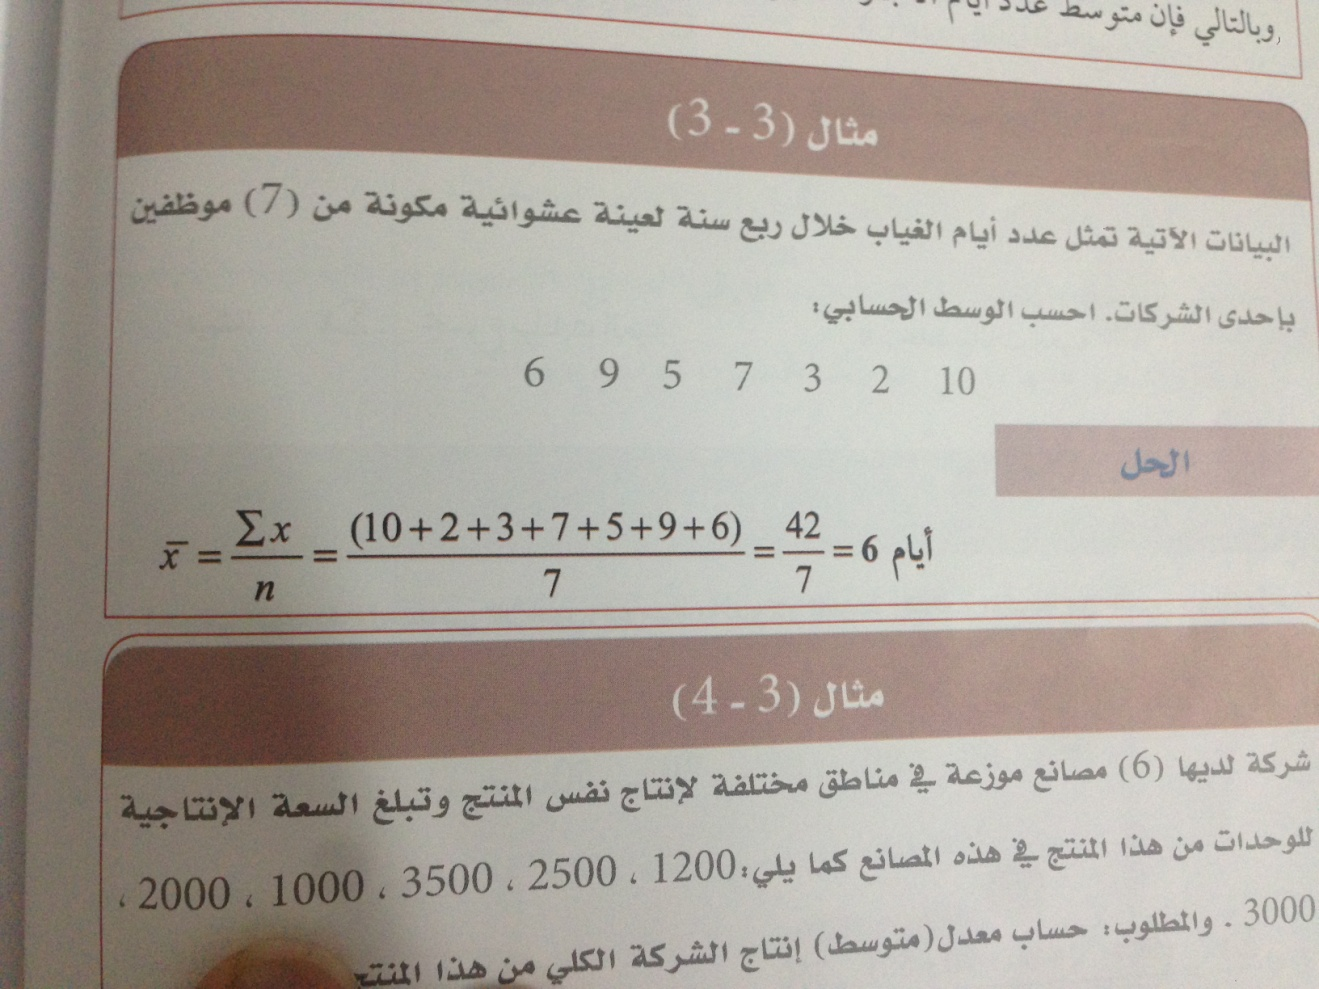 وبالتالي فإن متوسط عدد أيام
مثال (3 - 3)
البيانات الآتية تمثل عدد أيام الغياب خلال ربع سنة لعينة عشوائية مكونة من (7) موظفين
بإحدى الشركات. احسب الوسط الحسابي:
6 9 5 7 3 2 10
الحل
x̄ = Σx / n = (10+2+3+7+5+9+6) / 7 = 42 / 7 = 6 أيام
مثال (3 - 4)
شركة لديها (6) مصانع موزعة في مناطق مختلفة لإنتاج نفس المنتج وتبلغ السعة الإنتاجية
للوحدات من هذا المنتج في هذه المصانع كما يلي: 1200 ، 2500 ، 3500 ، 1000 ، 2000 ،
3000 . والمطلوب: حساب معدل (متوسط) إنتاج الشركة الكلي من هذا المنتج